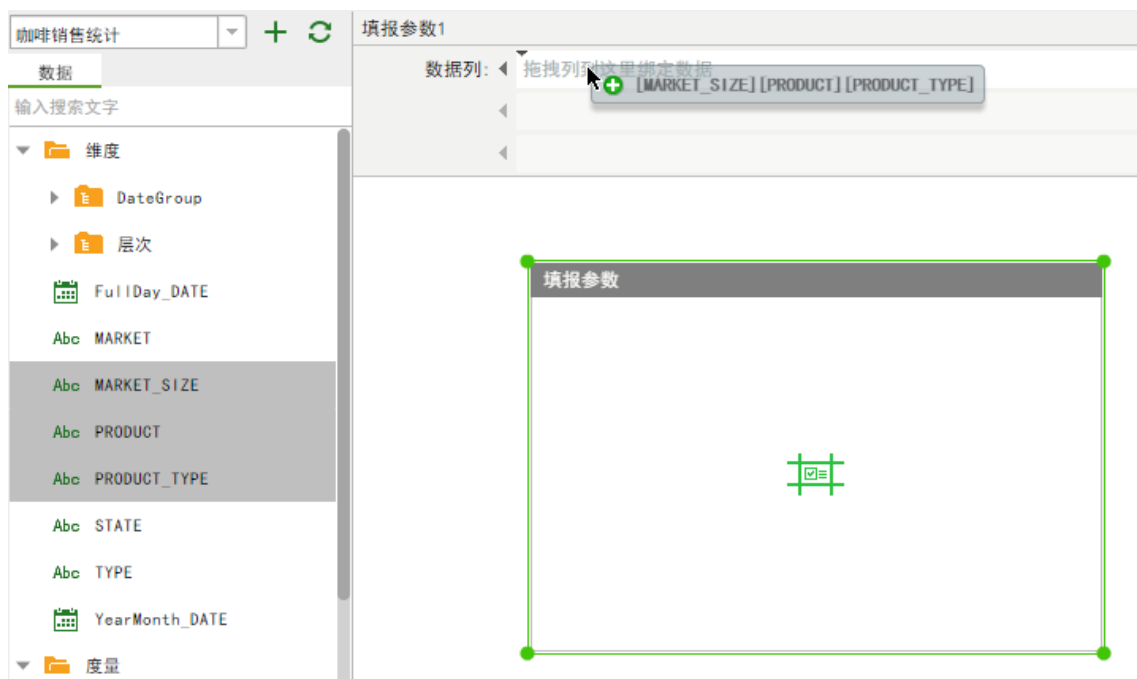 咖啡销售统计
填报参数1
数据
数据列:
拖拽列到这里绑定数据
[MARKET_SIZE][PRODUCT][PRODUCT_TYPE]
输入搜索文字
维度
DateGroup
层次
FullDay_DATE
Abc MARKET
Abc MARKET_SIZE
Abc PRODUCT
Abc PRODUCT_TYPE
Abc STATE
Abc TYPE
YearMonth_DATE
度量
填报参数